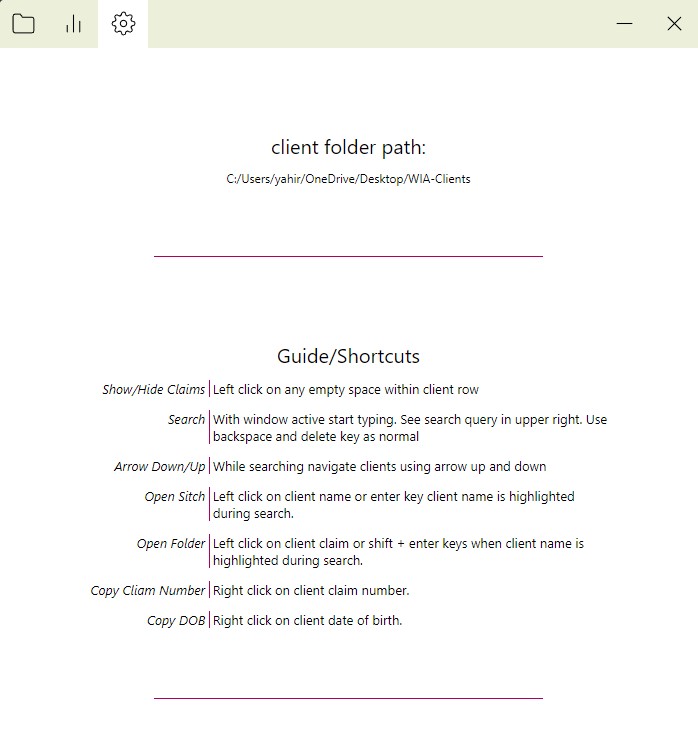 client folder path:
C:/Users/yahir/OneDrive/Desktop/WIA-Clients
Guide/Shortcuts
Show/Hide Claims Left click on any empty space within client row
Search With window active start typing. See search query in upper right. Use
backspace and delete key as normal
Arrow Down/Up While searching navigate clients using arrow up and down
Open Sitch Left click on client name or enter key client name is highlighted
during search.
Open Folder Left click on client claim or shift + enter keys when client name is
highlighted during search.
Copy Cliam Number Right click on client claim number.
Copy DOB Right click on client date of birth.